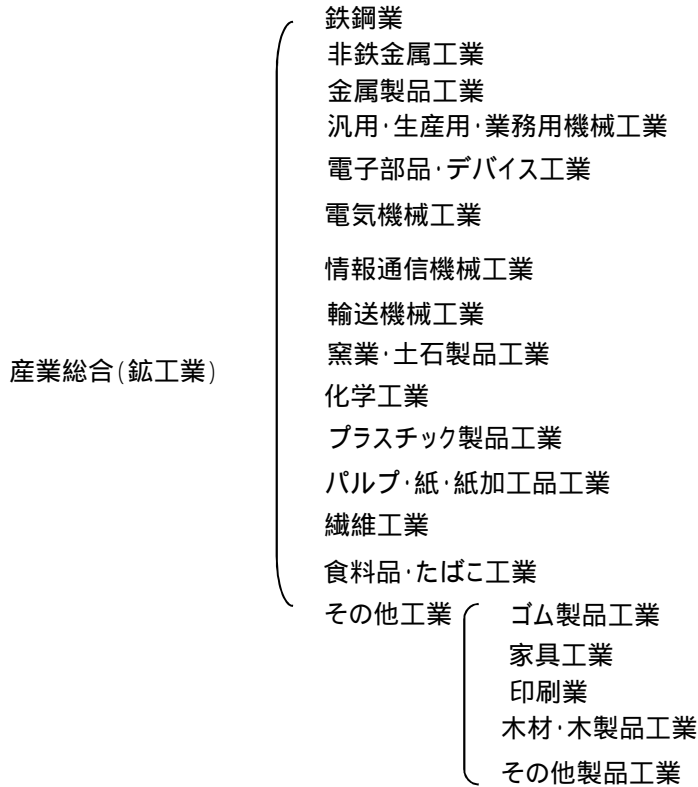 鉄鋼業
非鉄金属工業
金属製品工業
汎用・生産用・業務用機械工業
電子部品・デバイス工業
電気機械工業
情報通信機械工業
輸送機械工業
窯業・土石製品工業
産業総合(鉱工業)
化学工業
プラスチック製品工業
パルプ・紙・紙加工品工業
繊維工業
食料品・たばこ工業
その他工業
ゴム製品工業
家具工業
印刷業
木材・木製品工業
その他製品工業